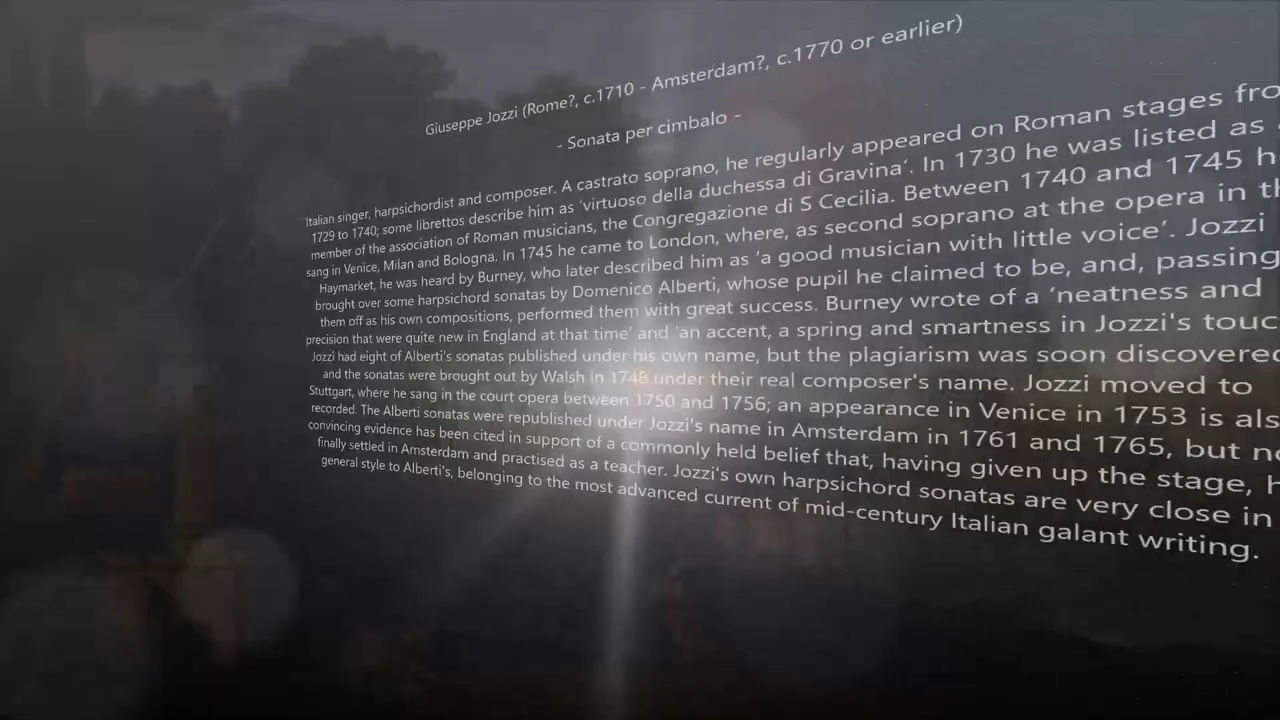 Giuseppe Jozzi (Rome?, c.1710 - Amsterdam?, c.1770 or earlier)
- Sonata per cimbalo -
Italian singer, harpsichordist and composer. A castrato soprano, he regularly appeared on Roman stages fro
1729 to 1740; some librettos describe him as ‘virtuoso della duchessa di Gravina’. In 1730 he was listed as
member of the association of Roman musicians, the Congregazione di S Cecilia. Between 1740 and 1745 h
sang in Venice, Milan and Bologna. In 1745 he came to London, where, as second soprano at the opera in th
Haymarket, he was heard by Burney, who later described him as ‘a good musician with little voice’. Jozzi
brought over some harpsichord sonatas by Domenico Alberti, whose pupil he claimed to be, and, passing
them off as his own compositions, performed them with great success. Burney wrote of a ‘neatness and
precision that were quite new in England at that time’ and ‘an accent, a spring and smartness in Jozzi's touc
Jozzi had eight of Alberti's sonatas published under his own name, but the plagiarism was soon discovered
and the sonatas were brought out by Walsh in 1748 under their real composer's name. Jozzi moved to
Stuttgart, where he sang in the court opera between 1750 and 1756; an appearance in Venice in 1753 is als
recorded. The Alberti sonatas were republished under Jozzi's name in Amsterdam in 1761 and 1765, but no
convincing evidence has been cited in support of a commonly held belief that, having given up the stage, h
finally settled in Amsterdam and practised as a teacher. Jozzi's own harpsichord sonatas are very close in
general style to Alberti's, belonging to the most advanced current of mid-century Italian galant writing.